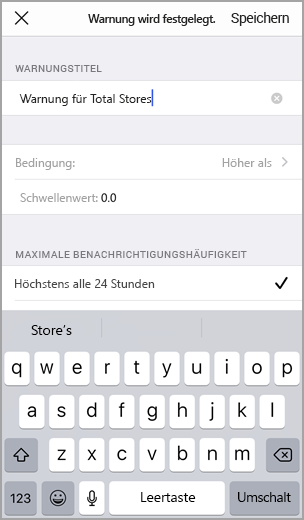 Warnung wird festgelegt. Speichern
WARNUNGSTITEL
Warnung für Total Stores
Bedingung: Höher als
Schwellenwert: 0.0
MAXIMALE BENACHRICHTIGUNGSHÄUFIGKEIT
Höchstens alle 24 Stunden
Store's
q w e r t y u i o p
a s d f g h j k l
z x c v b n m
123 Leertaste Umschalt